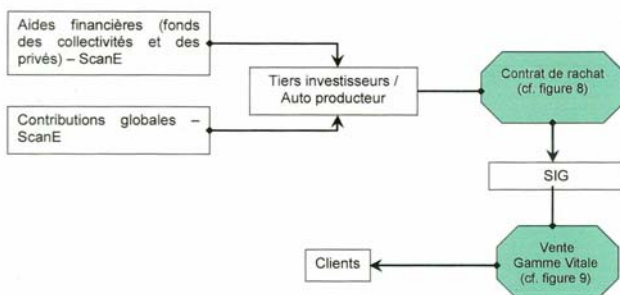 Aides financières (fonds
des collectivités et des
privés) – ScanE
Contributions globales –
ScanE
Tiers investisseurs /
Auto producteur
Contrat de rachat
(cf. figure 8)
SIG
Vente
Gamme Vitale
(cf. figure 9)
Clients